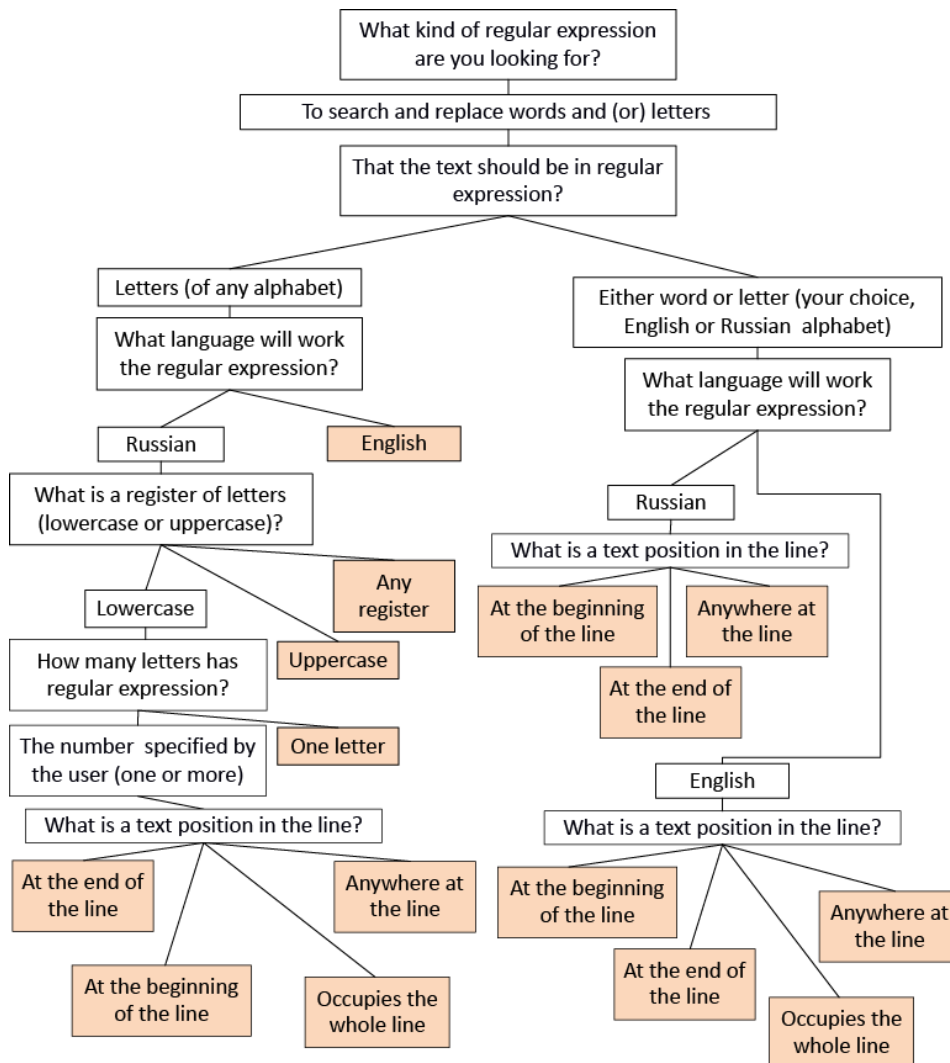 What kind of regular expression
are you looking for?
To search and replace words and (or) letters
That the text should be in regular
expression?
Letters (of any alphabet)
What language will work
the regular expression?
Russian
English
What is a register of letters
(lowercase or uppercase)?
Any
register
Lowercase
Uppercase
How many letters has
regular expression?
One letter
The number specified by
the user (one or more)
What is a text position in the line?
At the end of
the line
Anywhere at
the line
At the beginning
of the line
Occupies the
whole line
Either word or letter (your choice,
English or Russian alphabet)
What language will work
the regular expression?
Russian
What is a text position in the line?
At the beginning
of the line
Anywhere at
the line
At the end of
the line
English
What is a text position in the line?
At the beginning
of the line
Anywhere at
the line
At the end of
the line
Occupies the
whole line